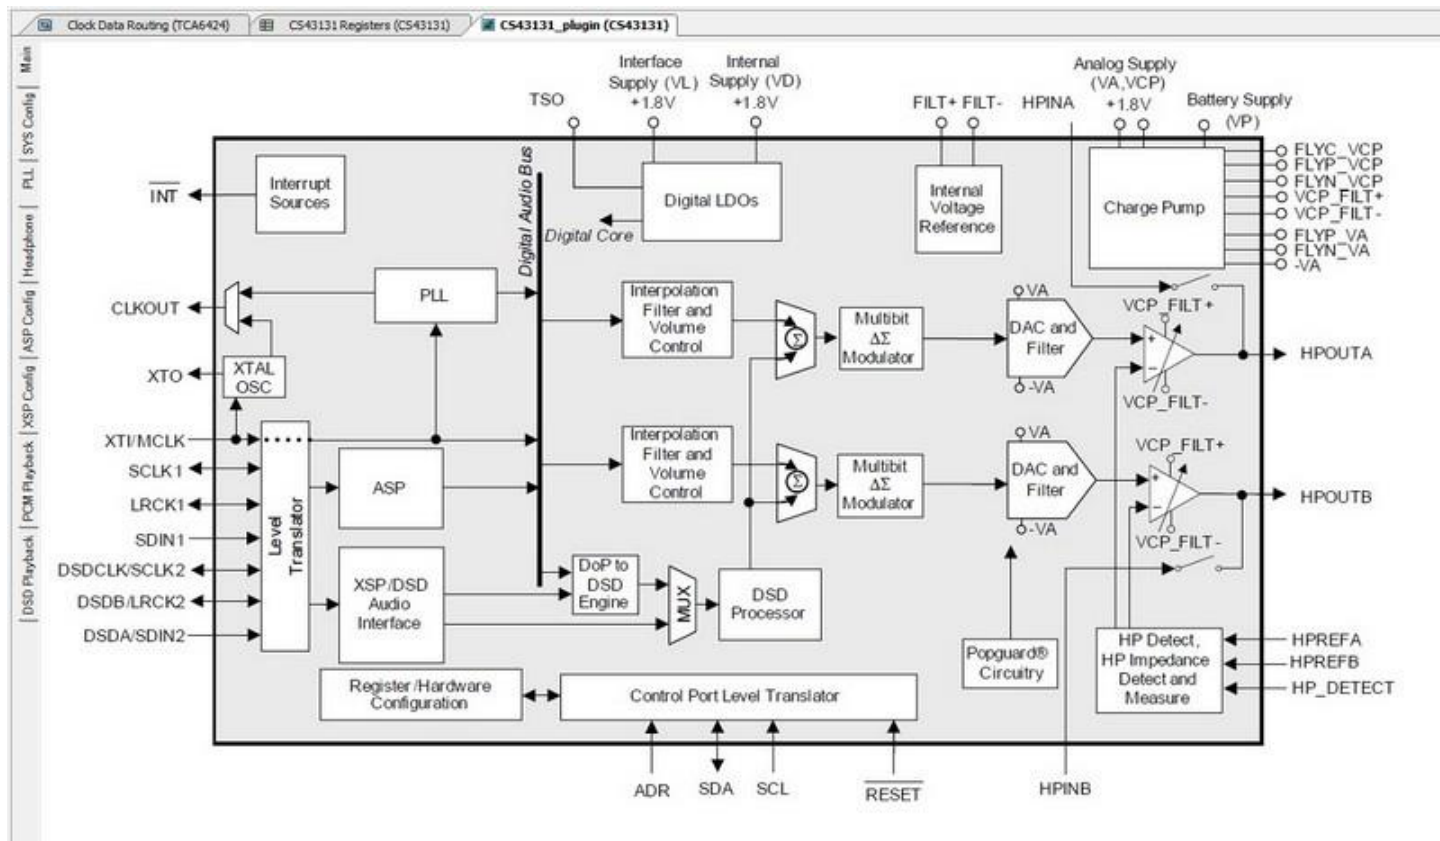 Clock Data Routing (TCA6424)
CS43131 Registers (CS43131)
CS43131_plugin (CS43131)
Main
SYS Config
PLL
Headphone
ASP Config
XSP Config
PCM Playback
DSD Playback
TSO
Interface
Supply (VL)
+1.8V
Internal
Supply (VD)
+1.8V
FILT+
FILT-
HPINA
Analog Supply
(VA,VCP)
+1.8V
Battery Supply
(VP)
INT
Interrupt
Sources
Digital Audio Bus
Digital LDOs
Digital Core
Internal
Voltage
Reference
Charge Pump
FLYC_VCP
FLYP_VCP
FLYN_VCP
VCP_FILT+
VCP_FILT-
FLYP_VA
FLYN_VA
-VA
CLKOUT
PLL
XTO
XTAL
OSC
Interpolation
Filter and
Volume
Control
Σ
Multibit
ΔΣ
Modulator
VA
DAC and
Filter
-VA
VCP_FILT+
+
-
VCP_FILT-
HPOUTA
XTI/MCLK
SCLK1
LRCK1
SDIN1
DSDCLK/SCLK2
DSDB/LRCK2
DSDA/SDIN2
Level
Translator
ASP
XSP/DSD
Audio
Interface
Interpolation
Filter and
Volume
Control
Σ
Multibit
ΔΣ
Modulator
VA
DAC and
Filter
-VA
VCP_FILT+
+
-
VCP_FILT-
HPOUTB
DoP to
DSD
Engine
MUX
DSD
Processor
Popguard®
Circuitry
HP Detect,
HP Impedance
Detect and
Measure
HPREFA
HPREFB
HP_DETECT
Register/Hardware
Configuration
Control Port Level Translator
ADR
SDA
SCL
RESET
HPINB